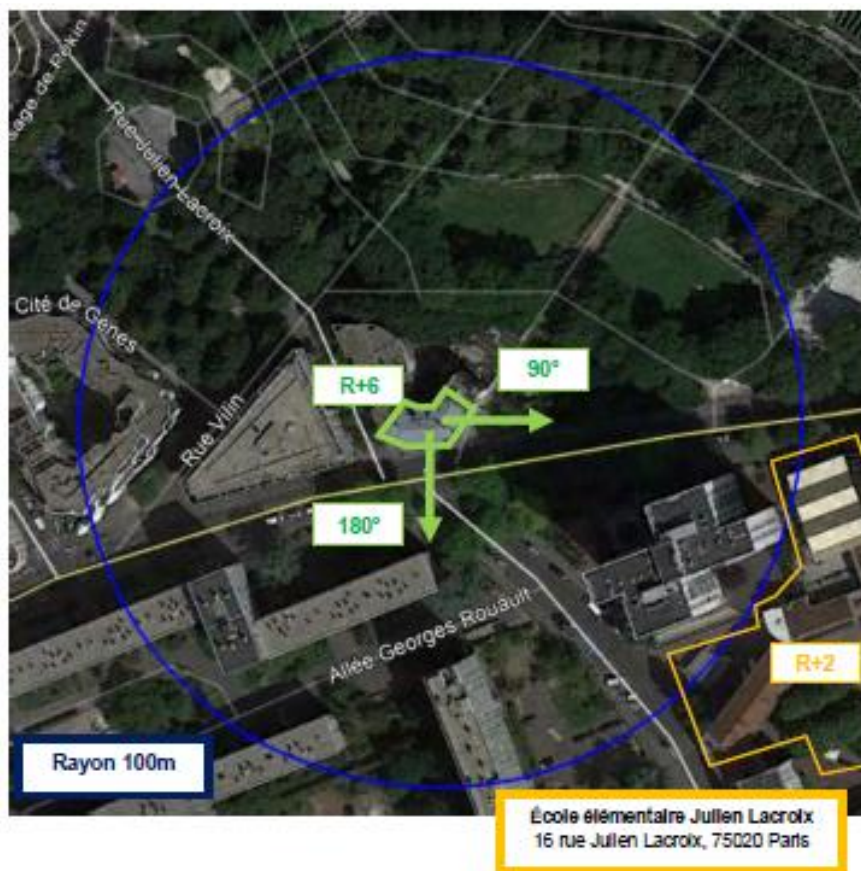 Rue Julien Lacroix
Cité de Gênes
Rue Vilin
R+6
90°
180°
Allée Georges Rouault
R+2
Rayon 100m
École élémentaire Julien Lacroix
16 rue Julien Lacroix, 75020 Paris